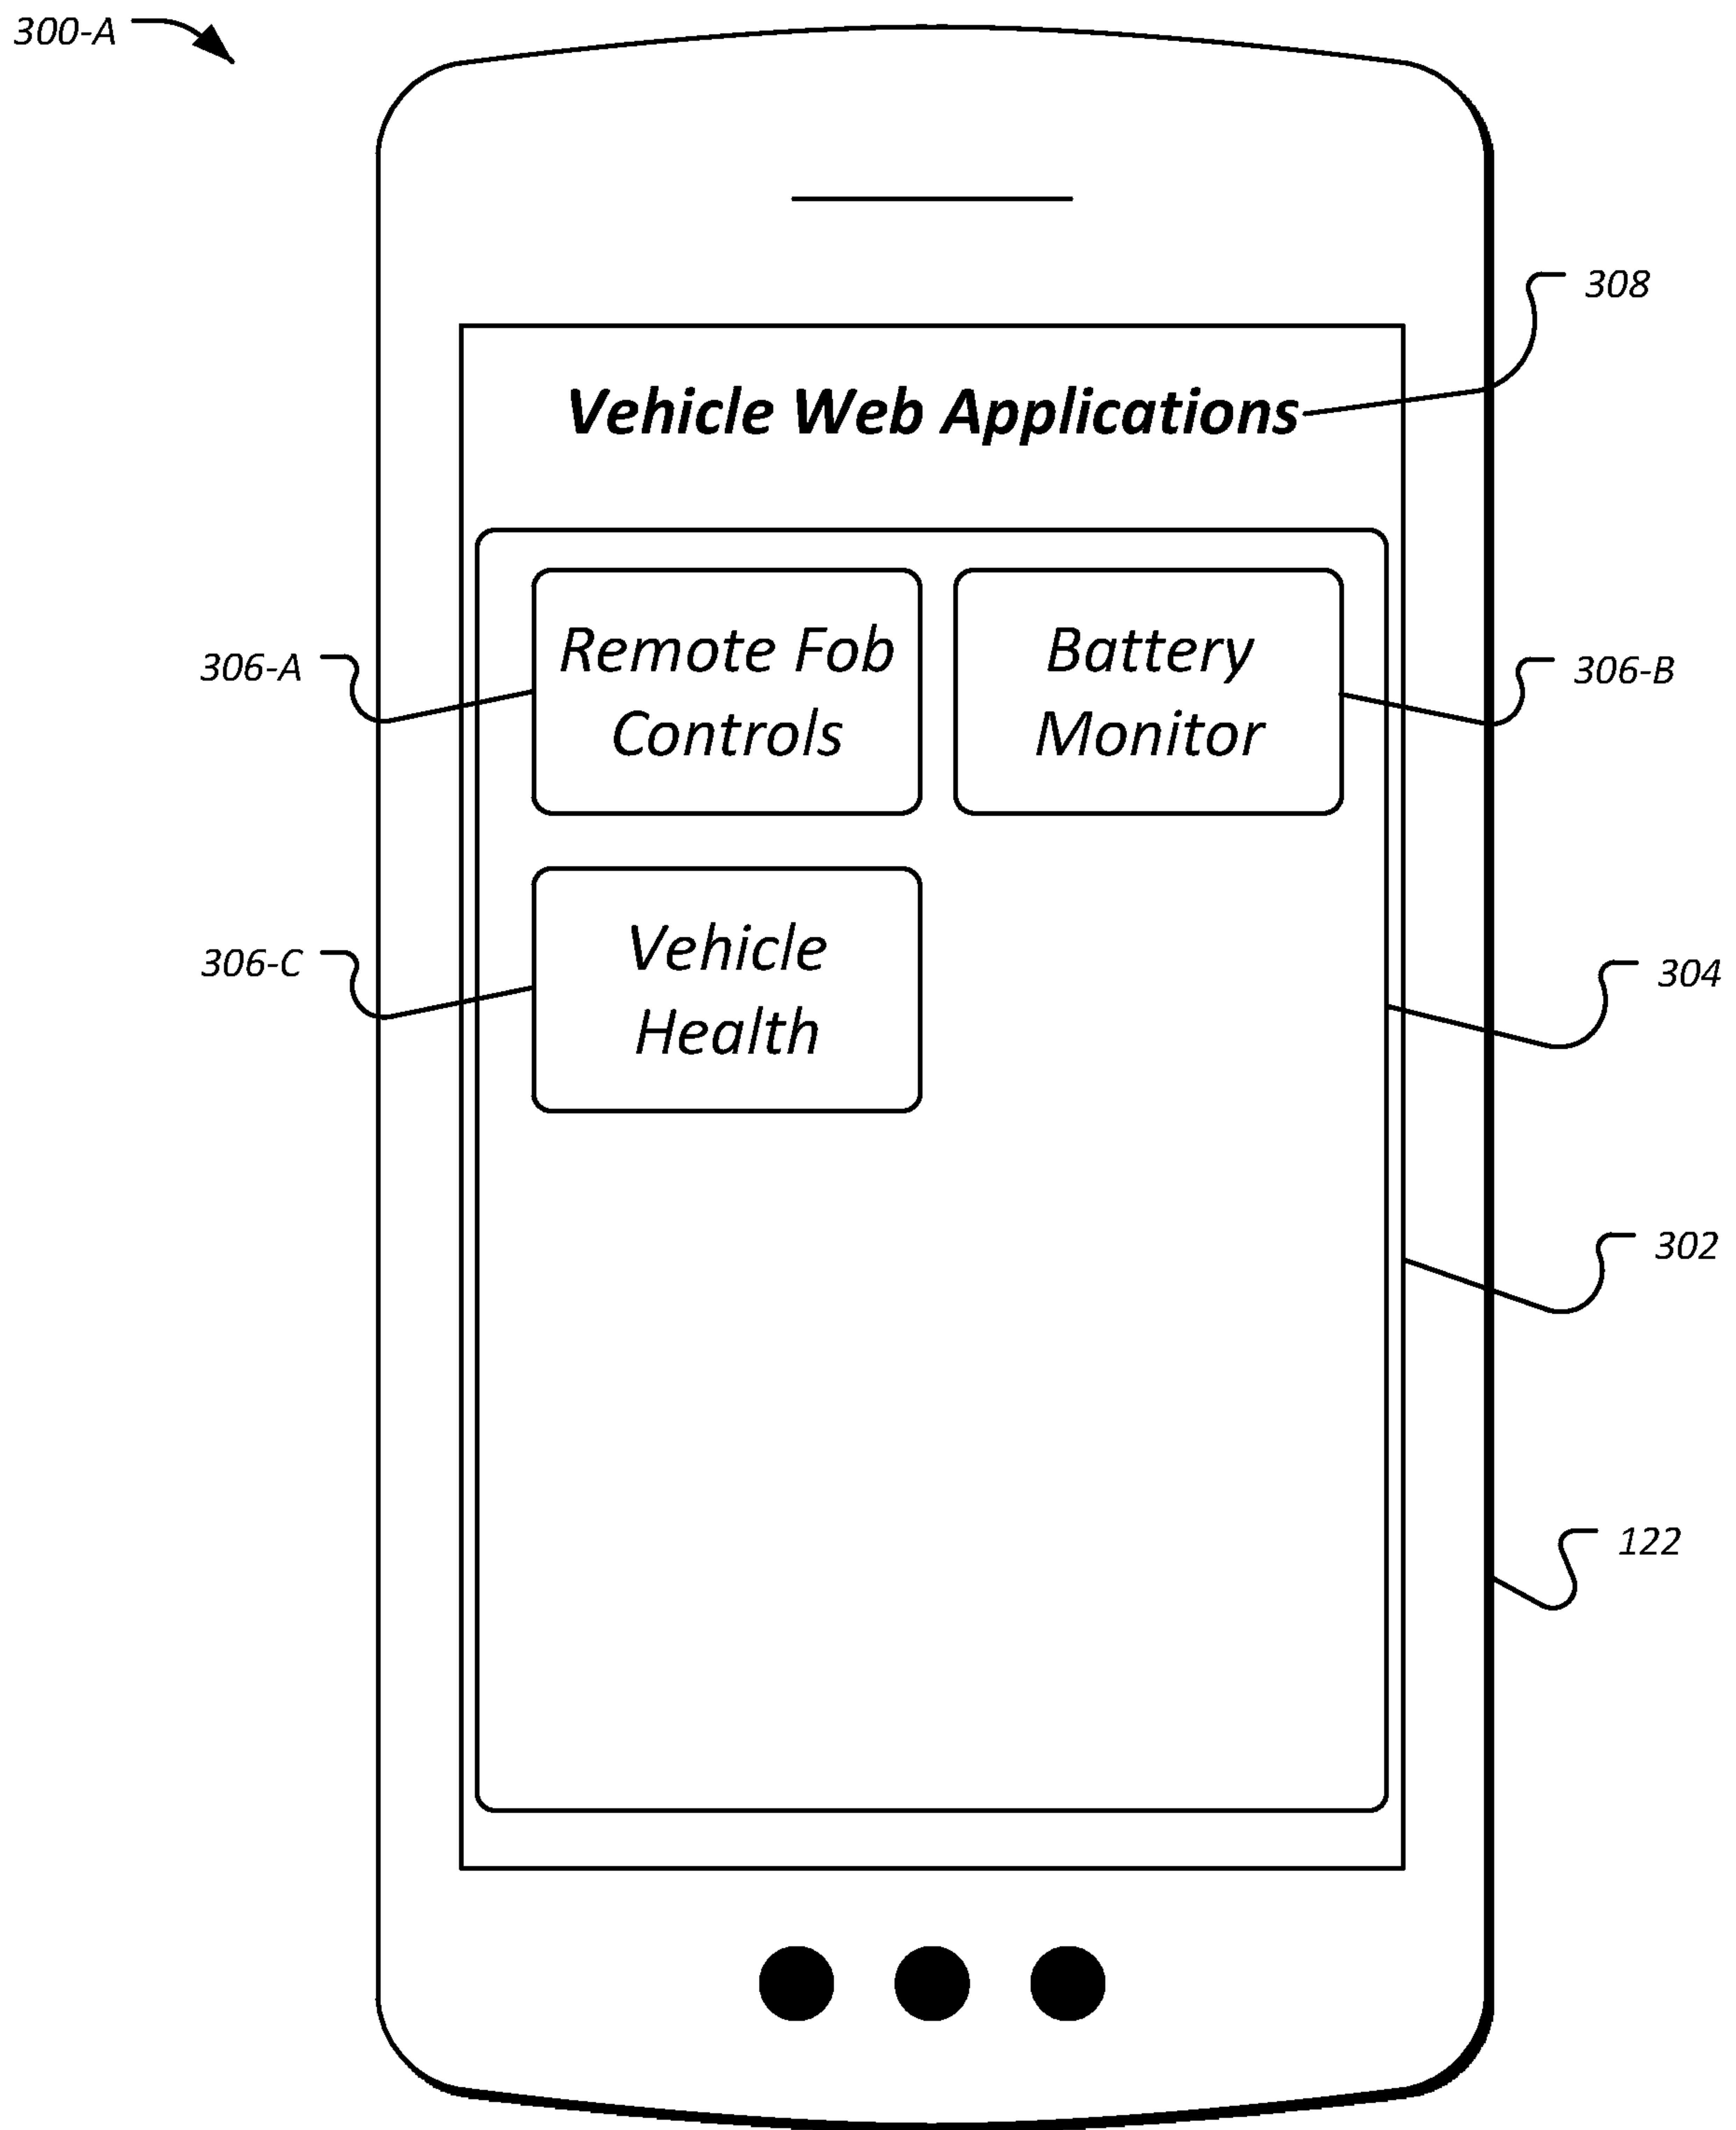 300-A
308
Vehicle Web Applications
Remote Fob
Controls
Battery
Monitor
306-A
306-B
Vehicle
Health
306-C
304
302
122